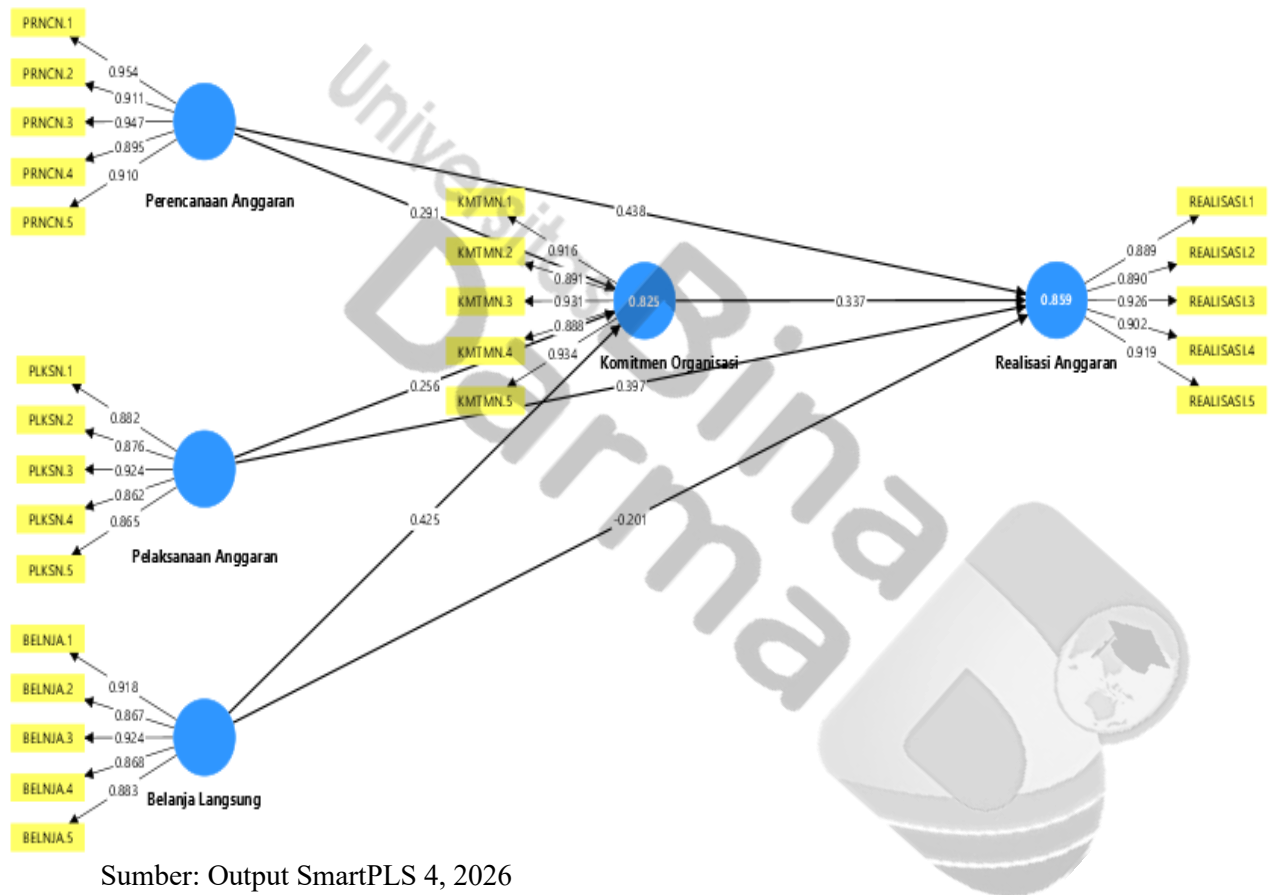 PRNCN.1
PRNCN.2
PRNCN.3
PRNCN.4
PRNCN.5
0.954
0.911
0.947
0.895
0.910
Perencanaan Anggaran
PLKSN.1
PLKSN.2
PLKSN.3
PLKSN.4
PLKSN.5
0.882
0.876
0.924
0.862
0.865
Pelaksanaan Anggaran
BELNJA.1
BELNJA.2
BELNJA.3
BELNJA.4
BELNJA.5
0.918
0.867
0.924
0.868
0.883
Belanja Langsung
0.291
0.256
0.425
KMTMN.1
KMTMN.2
KMTMN.3
KMTMN.4
KMTMN.5
0.916
0.891
0.931
0.888
0.934
0.825
Komitmen Organisasi
0.438
0.337
0.397
-0.201
0.859
Realisasi Anggaran
0.889
0.890
0.926
0.902
0.919
REALISASI.1
REALISASI.2
REALISASI.3
REALISASI.4
REALISASI.5
Universitas
Bina
Darma
Sumber: Output SmartPLS 4, 2026